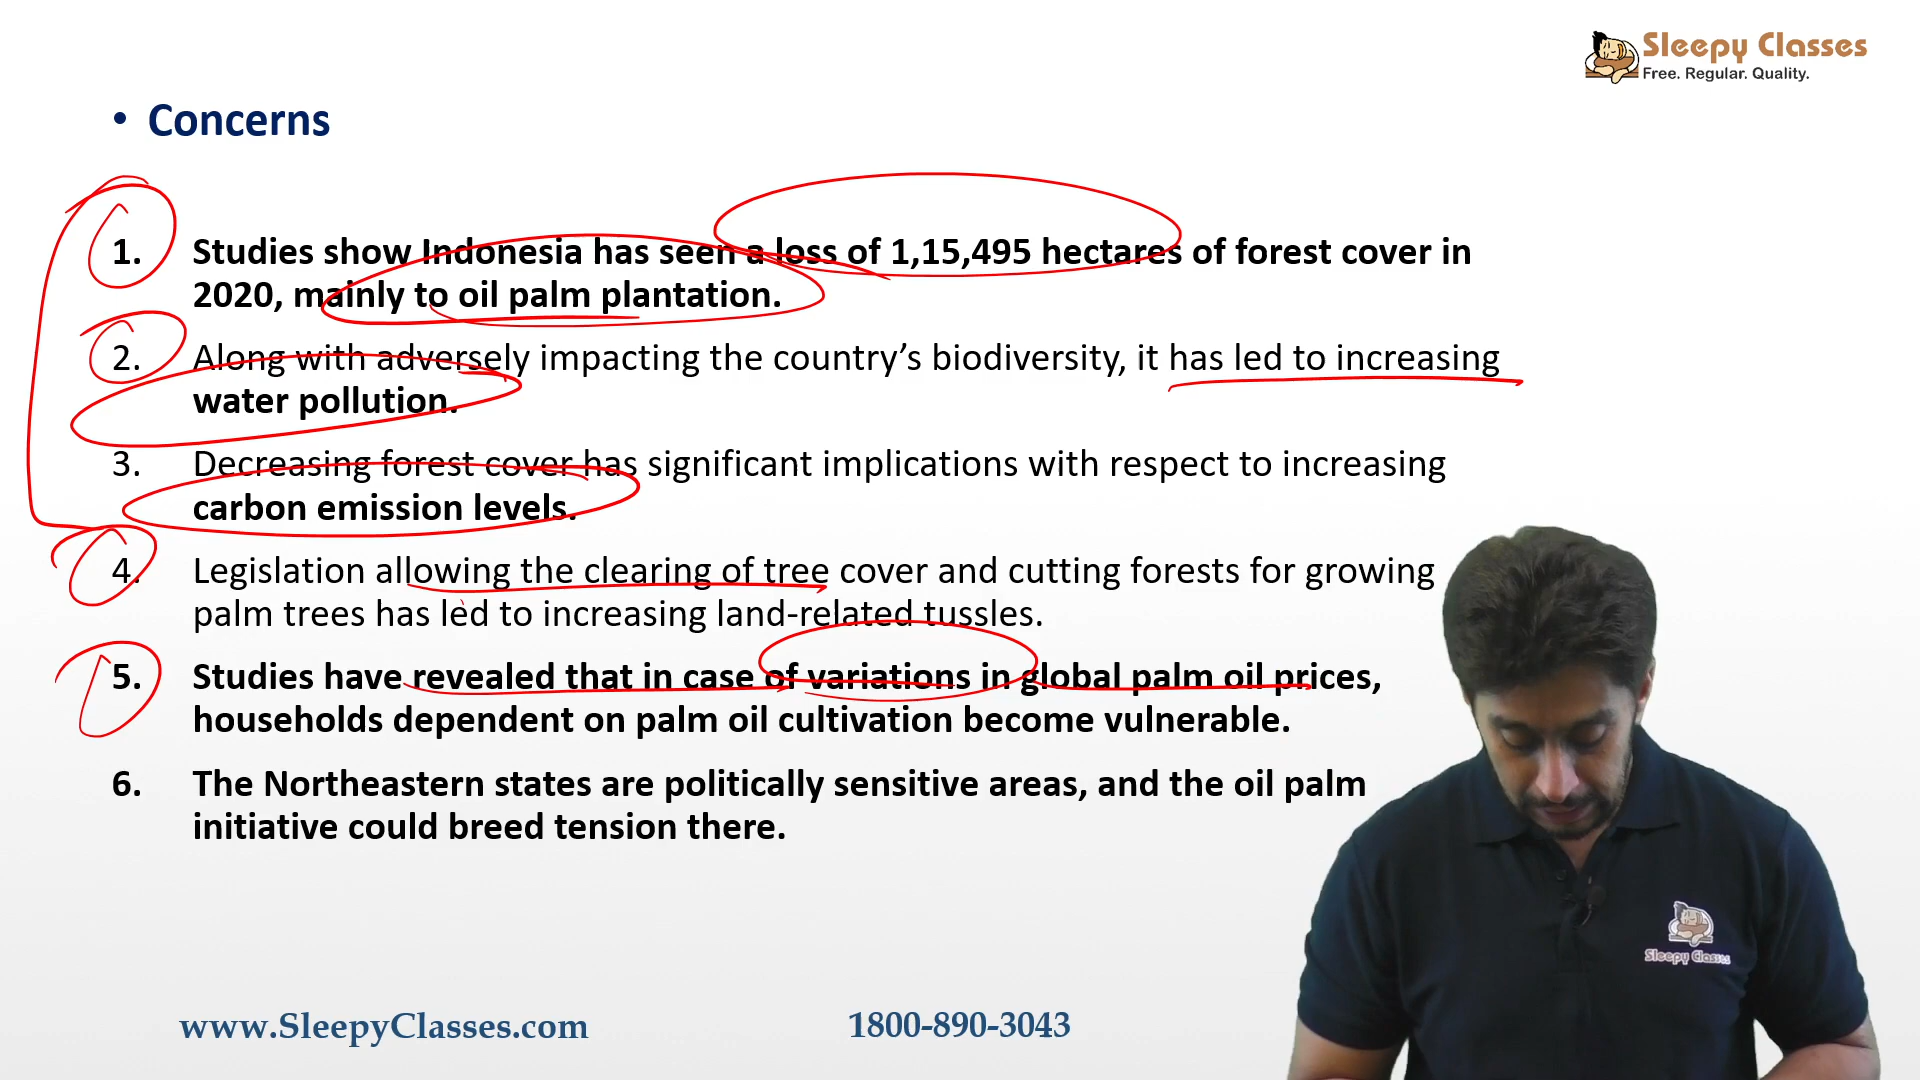 Sleepy Classes
Free. Regular. Quality.
• Concerns
1. Studies show Indonesia has seen a loss of 1,15,495 hectares of forest cover in
2020, mainly to oil palm plantation.
2. Along with adversely impacting the country’s biodiversity, it has led to increasing
water pollution.
3. Decreasing forest cover has significant implications with respect to increasing
carbon emission levels.
4. Legislation allowing the clearing of tree cover and cutting forests for growing
palm trees has led to increasing land-related tussles.
5. Studies have revealed that in case of variations in global palm oil prices,
households dependent on palm oil cultivation become vulnerable.
6. The Northeastern states are politically sensitive areas, and the oil palm
initiative could breed tension there.
Sleepy Classes
www.SleepyClasses.com
1800-890-3043